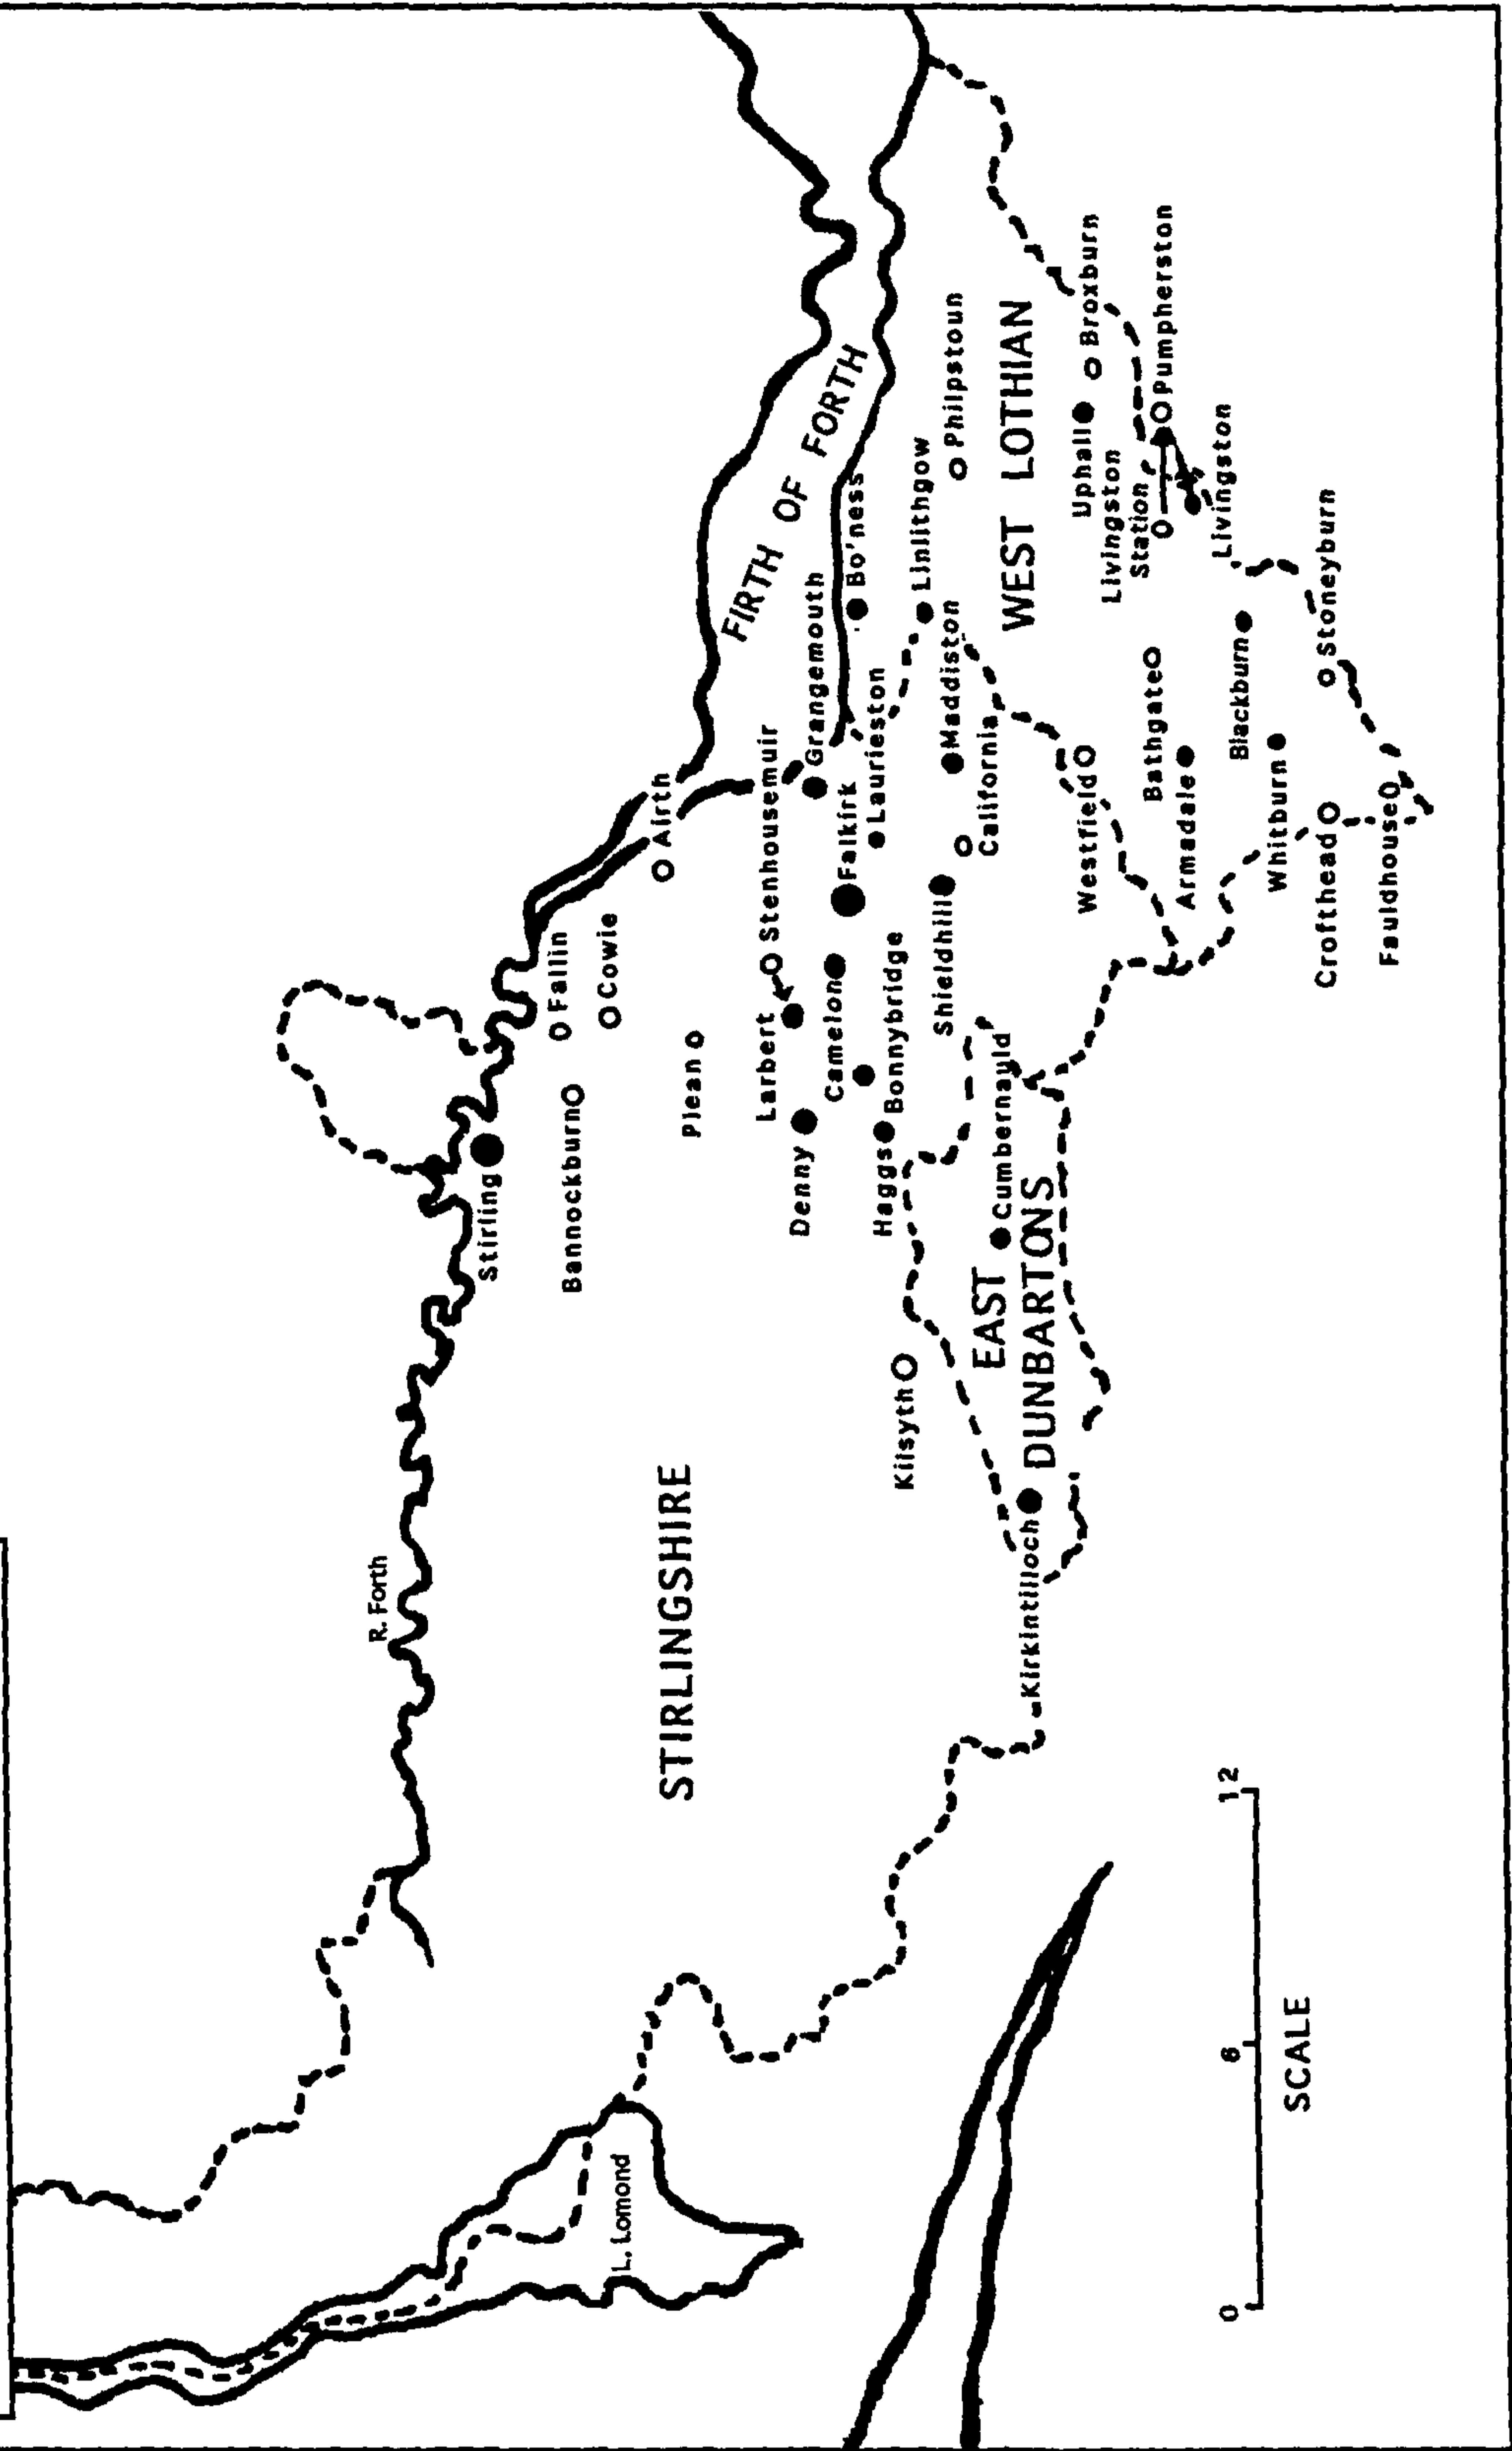 R. Forth
Stirling
Fallin
Cowie
Bannockburn
Airth
Plean
STIRLINGSHIRE
L. Lomond
FIRTH OF FORTH
Larbert
Stenhousemuir
Denny
Camelon
Grangemouth
Falkirk
Bo'ness
Haggs
Bonnybridge
Laurieston
Linlithgow
Kilsyth
Shieldhill
Maddiston
California
Philpstoun
EAST
DUNBARTONS
Cumbernauld
Kirkintilloch
WEST LOTHIAN
Westfield
Uphall
Broxburn
Livingston
Station
Pumpherston
Bathgate
Armadale
Livingston
Blackburn
Whitburn
Stoneyburn
Crofthead
Fauldhouse
0 6 12
SCALE